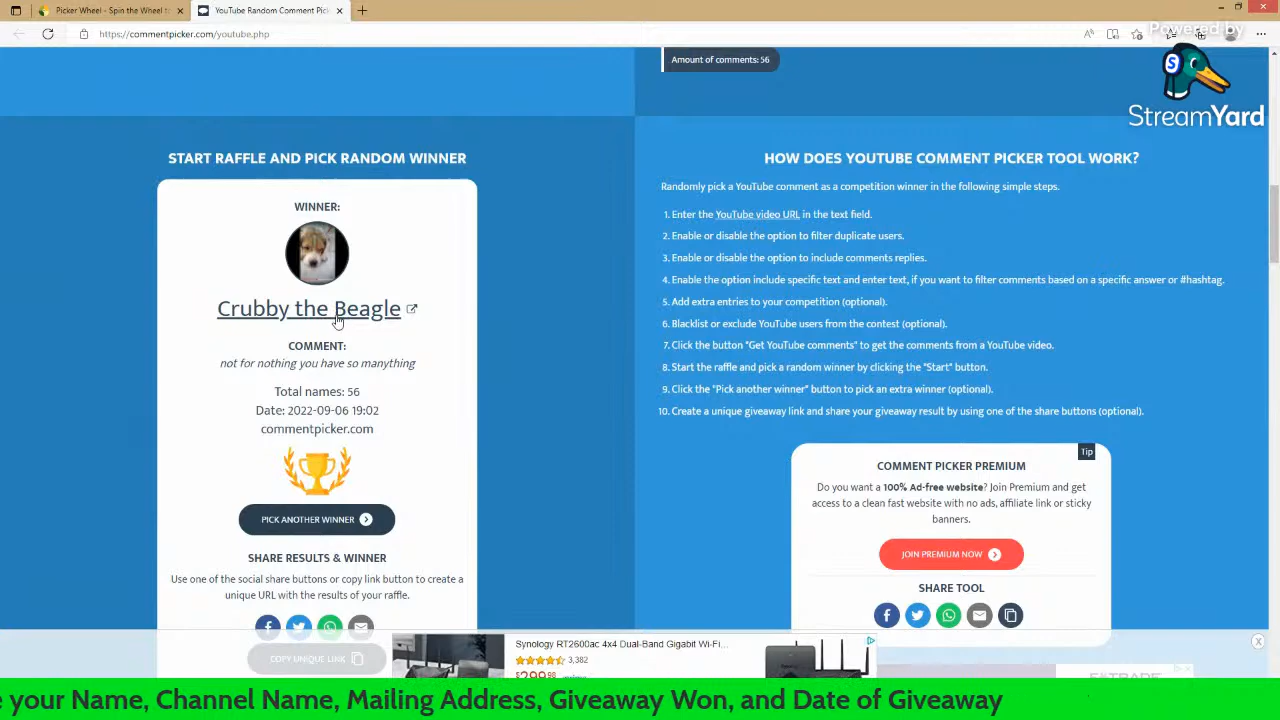 Picker Wheel - Spin the Wheel to
YouTube Random Comment Pick
https://commentpicker.com/youtube.php
Powered by
StreamYard
Amount of comments: 56
START RAFFLE AND PICK RANDOM WINNER
WINNER:
Crubby the Beagle
COMMENT:
not for nothing you have so manything
Total names: 56
Date: 2022-09-06 19:02
commentpicker.com
PICK ANOTHER WINNER
SHARE RESULTS & WINNER
Use one of the social share buttons or copy link button to create a
unique URL with the results of your raffle.
COPY UNIQUE LINK
HOW DOES YOUTUBE COMMENT PICKER TOOL WORK?
Randomly pick a YouTube comment as a competition winner in the following simple steps.
1. Enter the YouTube video URL in the text field.
2. Enable or disable the option to filter duplicate users.
3. Enable or disable the option to include comments replies.
4. Enable the option include specific text and enter text, if you want to filter comments based on a specific answer or #hashtag.
5. Add extra entries to your competition (optional).
6. Blacklist or exclude YouTube users from the contest (optional).
7. Click the button "Get YouTube comments" to get the comments from a YouTube video.
8. Start the raffle and pick a random winner by clicking the "Start" button.
9. Click the "Pick another winner" button to pick an extra winner (optional).
10. Create a unique giveaway link and share your giveaway result by using one of the share buttons (optional).
Tip
COMMENT PICKER PREMIUM
Do you want a 100% Ad-free website? Join Premium and get
access to a clean fast website with no ads, affiliate link or sticky
banners.
JOIN PREMIUM NOW
SHARE TOOL
Synology RT2600ac 4x4 Dual-Band Gigabit Wi-Fi...
3,382
e your Name, Channel Name, Mailing Address, Giveaway Won, and Date of Giveaway